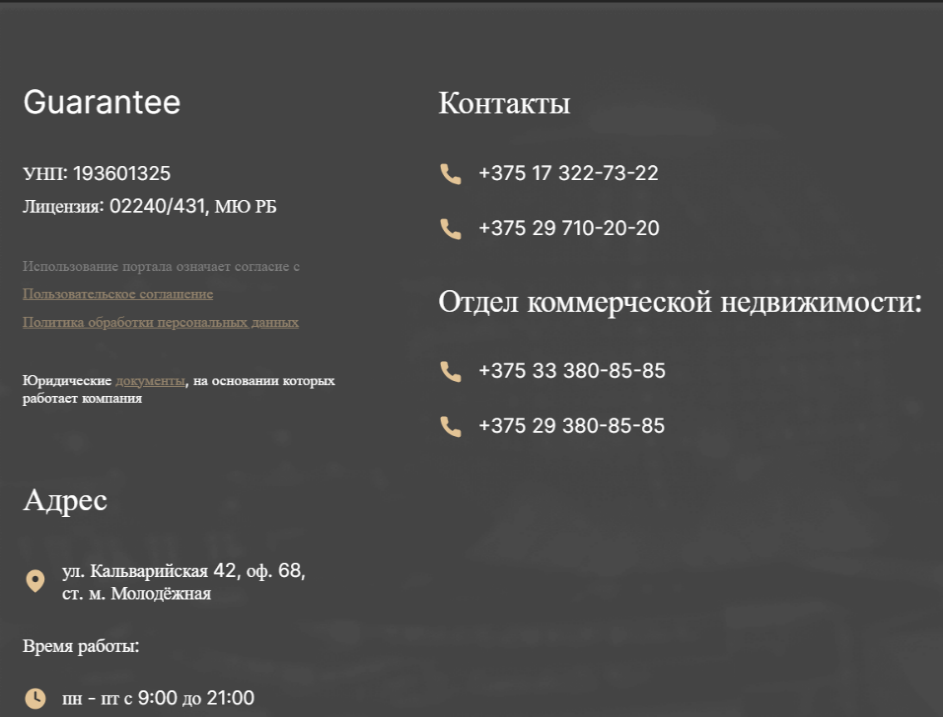 Guarantee
УНП: 193601325
Лицензия: 02240/431, МЮ РБ
Использование портала означает согласие с
Пользовательское соглашение
Политика обработки персональных данных
Юридические документы, на основании которых
работает компания
Адрес
ул. Кальварийская 42, оф. 68,
ст. м. Молодёжная
Время работы:
пн - пт с 9:00 до 21:00
Контакты
+375 17 322-73-22
+375 29 710-20-20
Отдел коммерческой недвижимости:
+375 33 380-85-85
+375 29 380-85-85